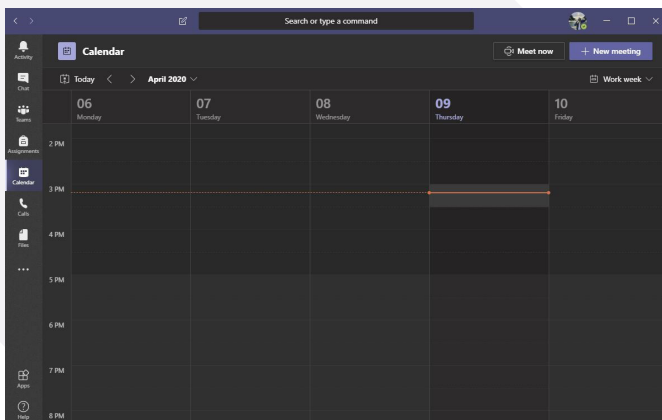 Search or type a command
Activity
Chat
Teams
Assignments
Calendar
Calls
Files
Apps
Help
Calendar
Meet now
+ New meeting
Today
April 2020
Work week
06
Monday
07
Tuesday
08
Wednesday
09
Thursday
10
Friday
2 PM
3 PM
4 PM
5 PM
6 PM
7 PM
8 PM